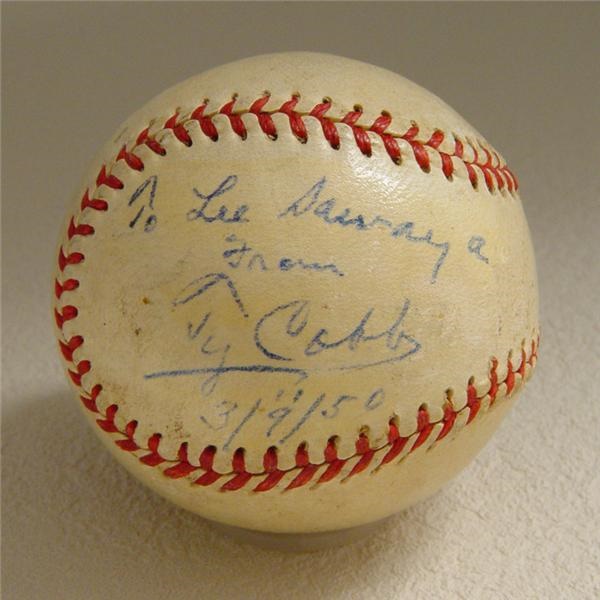 To Lee
From
Ty Cobb
3/9/50